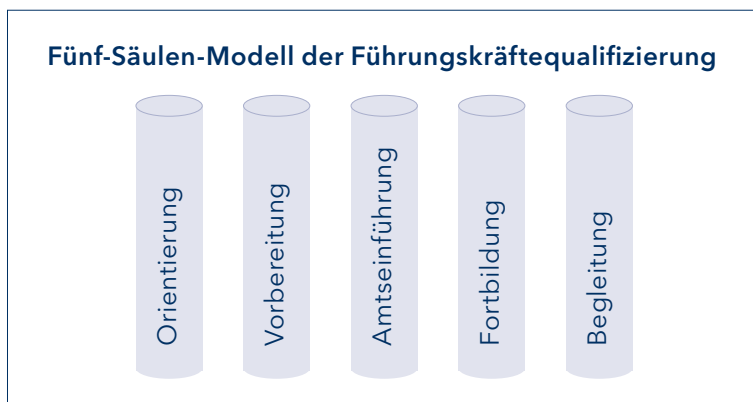 Fünf-Säulen-Modell der Führungskräftequalifizierung
Orientierung
Vorbereitung
Amtseinführung
Fortbildung
Begleitung